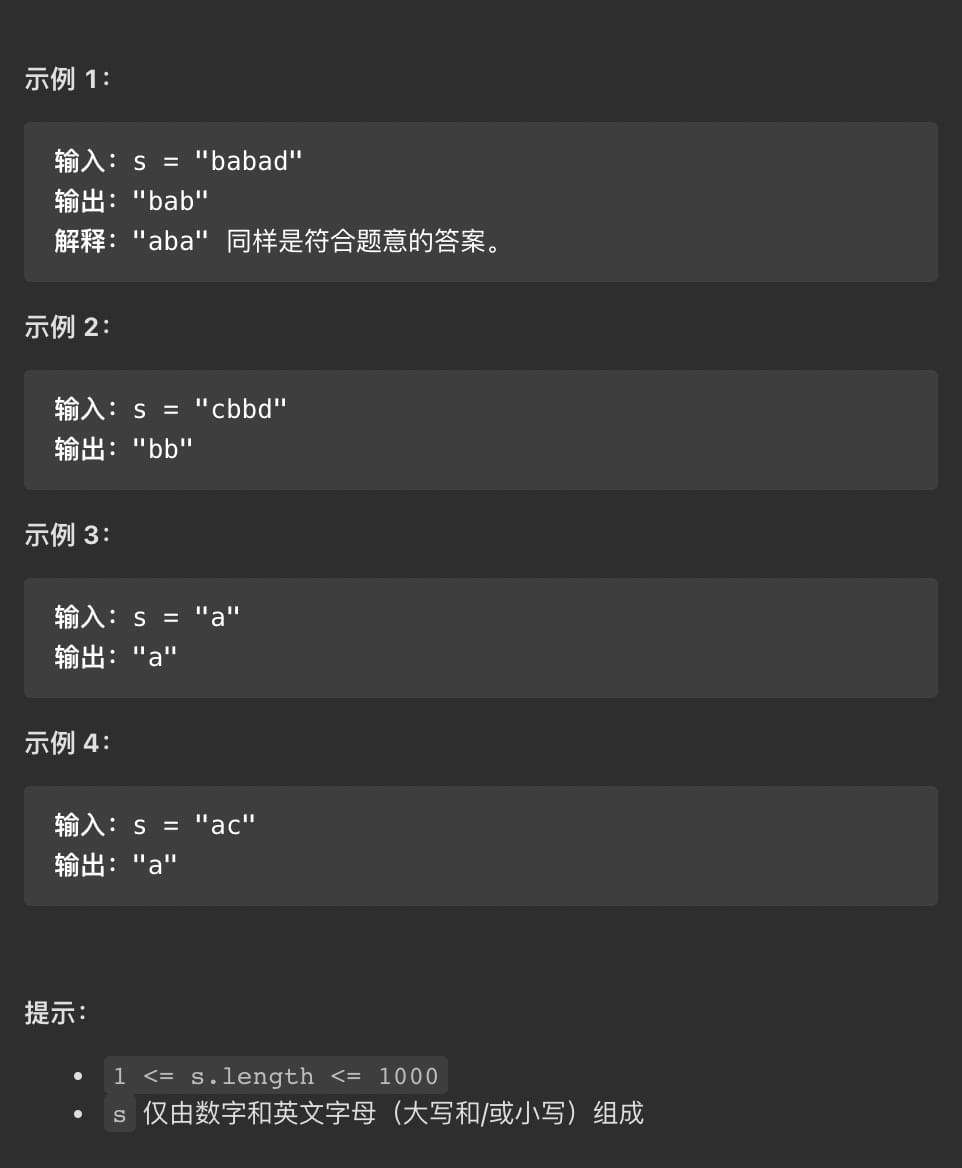 示例 1：
输入：s = "babad"
输出："bab"
解释："aba" 同样是符合题意的答案。
示例 2：
输入：s = "cbbd"
输出："bb"
示例 3：
输入：s = "a"
输出："a"
示例 4：
输入：s = "ac"
输出："a"
提示：
• 1 <= s.length <= 1000
• s 仅由数字和英文字母（大写和/或小写）组成